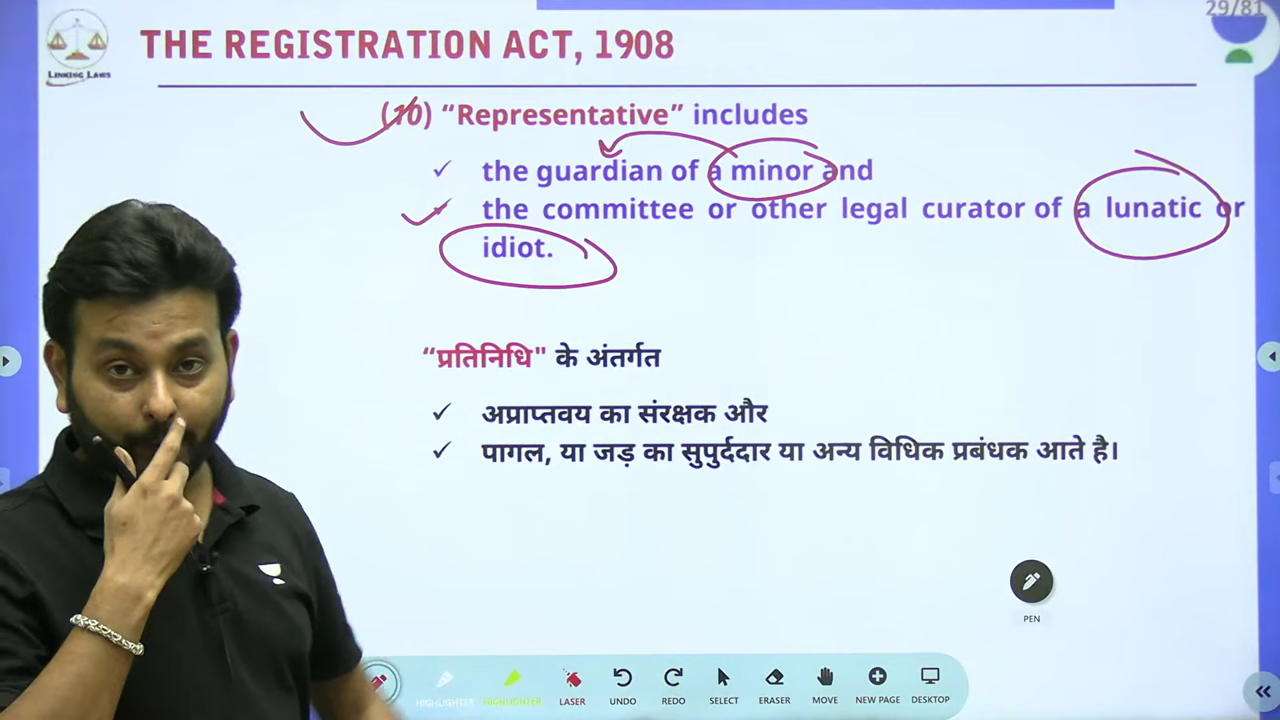 29/81
THE REGISTRATION ACT, 1908
LINKING LAWS
(10) “Representative” includes
✓ the guardian of a minor and
✓ the committee or other legal curator of a lunatic or
idiot.
“प्रतिनिधि" के अंतर्गत
✓ अप्राप्तवय का संरक्षक और
✓ पागल, या जड़ का सुपुर्ददार या अन्य विधिक प्रबंधक आते है।
PEN
HIGHLIGHTER HIGHLIGHTER LASER UNDO REDO SELECT ERASER MOVE NEW PAGE DESKTOP